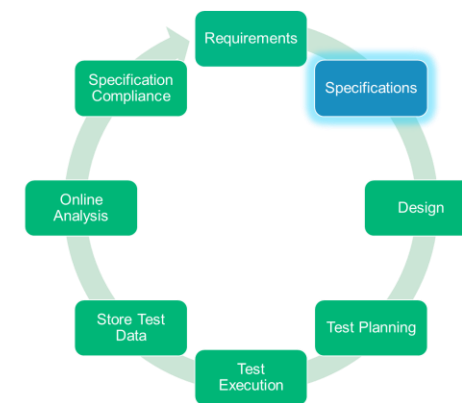 Requirements
Specifications
Design
Test Planning
Test
Execution
Store Test
Data
Online
Analysis
Specification
Compliance